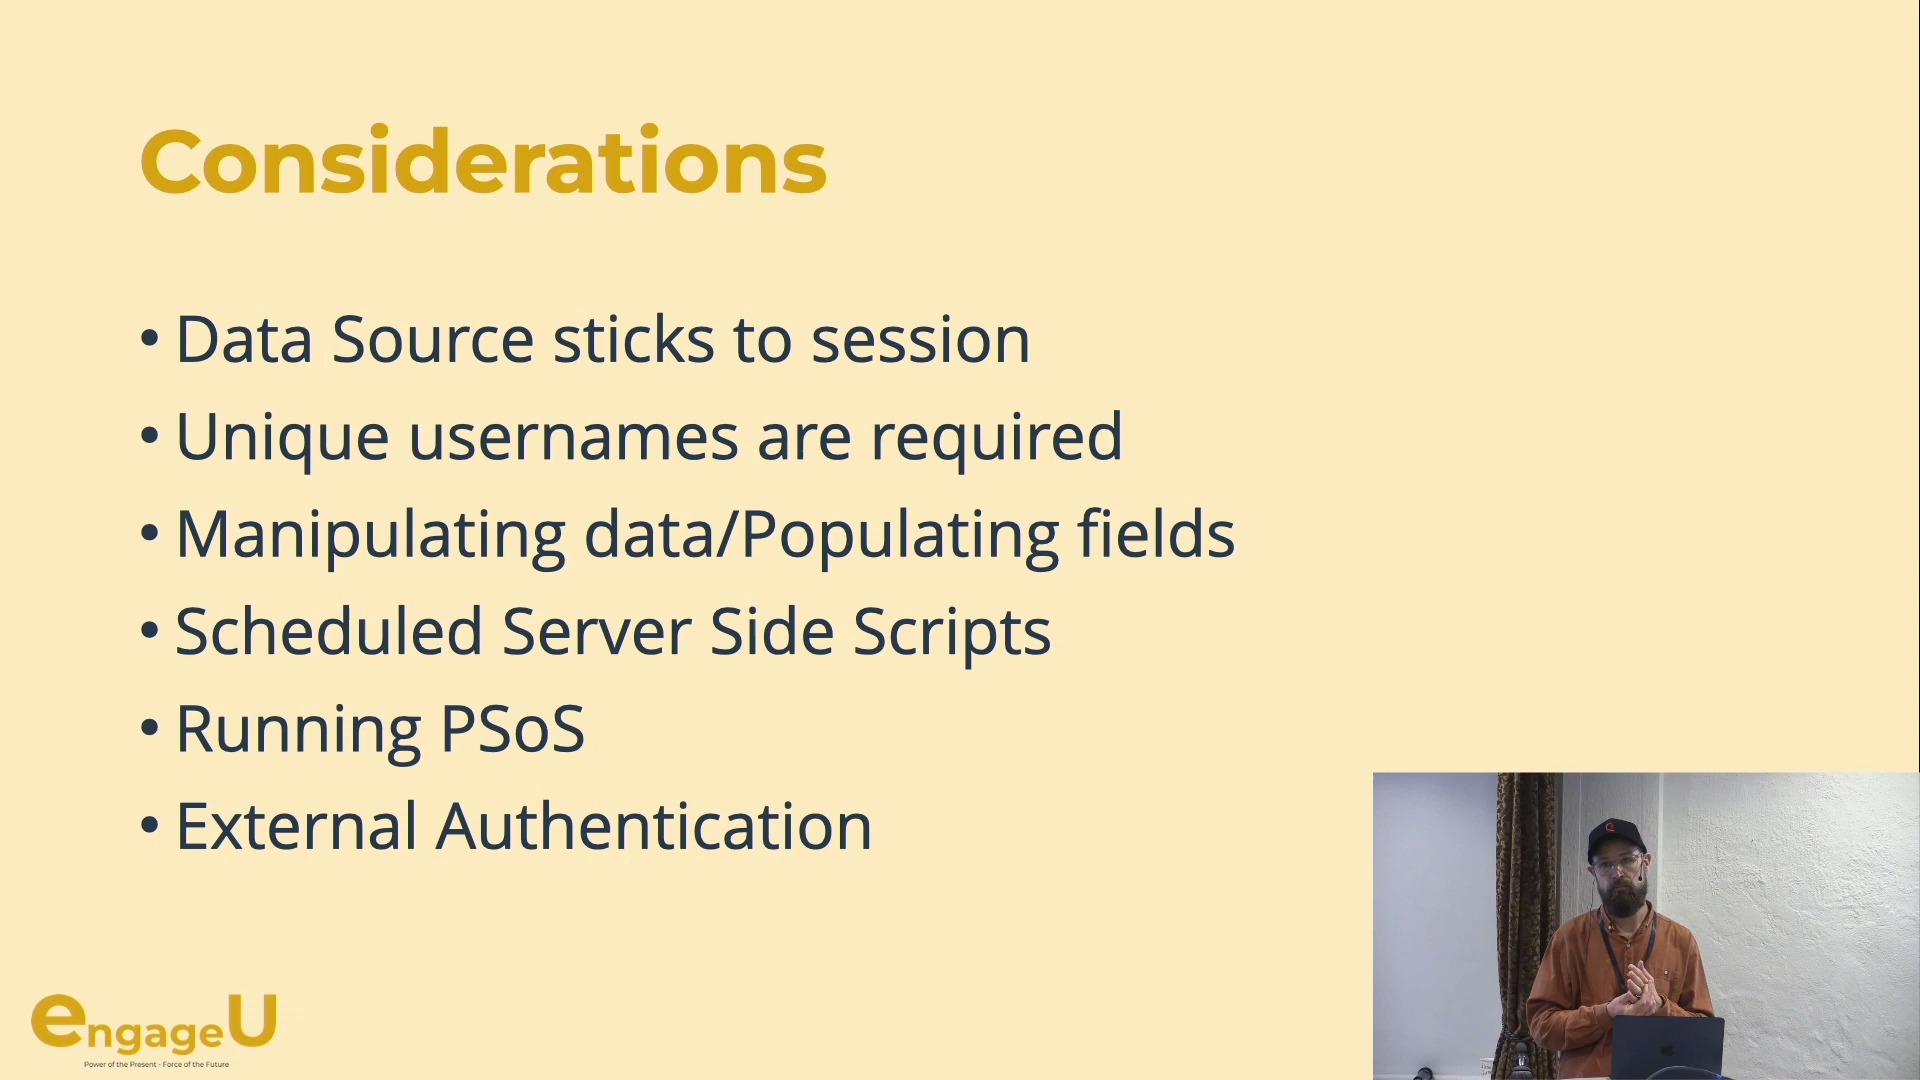 Considerations
• Data Source sticks to session
• Unique usernames are required
• Manipulating data/Populating fields
• Scheduled Server Side Scripts
• Running PSoS
• External Authentication
engageU
Power of the Present - Force of the Future